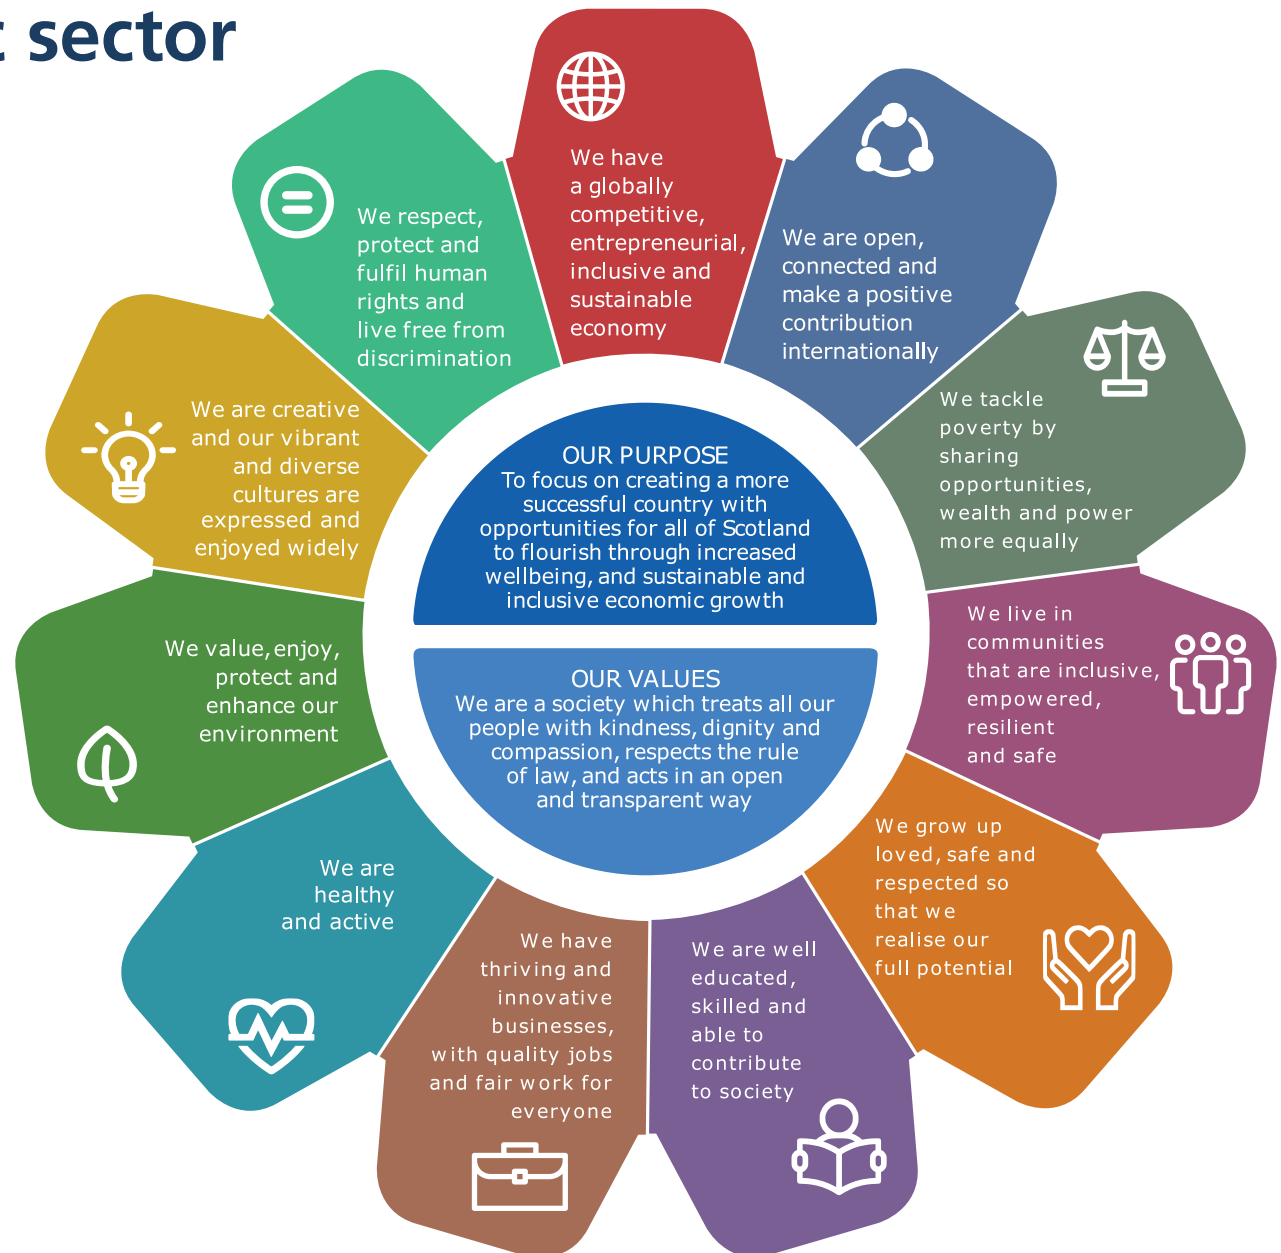 sector
We have
a globally
competitive,
entrepreneurial,
inclusive and
sustainable
economy
We are open,
connected and
make a positive
contribution
internationally
We tackle
poverty by
sharing
opportunities,
wealth and power
more equally
We live in
communities
that are inclusive,
empowered,
resilient
and safe
We grow up
loved, safe and
respected so
that we
realise our
full potential
We are well
educated,
skilled and
able to
contribute
to society
We have
thriving and
innovative
businesses,
with quality jobs
and fair work for
everyone
We are
healthy
and active
We value, enjoy,
protect and
enhance our
environment
We are creative
and our vibrant
and diverse
cultures are
expressed and
enjoyed widely
We respect,
protect and
fulfil human
rights and
live free from
discrimination
OUR PURPOSE
To focus on creating a more
successful country with
opportunities for all of Scotland
to flourish through increased
wellbeing, and sustainable and
inclusive economic growth
OUR VALUES
We are a society which treats all our
people with kindness, dignity and
compassion, respects the rule
of law, and acts in an open
and transparent way